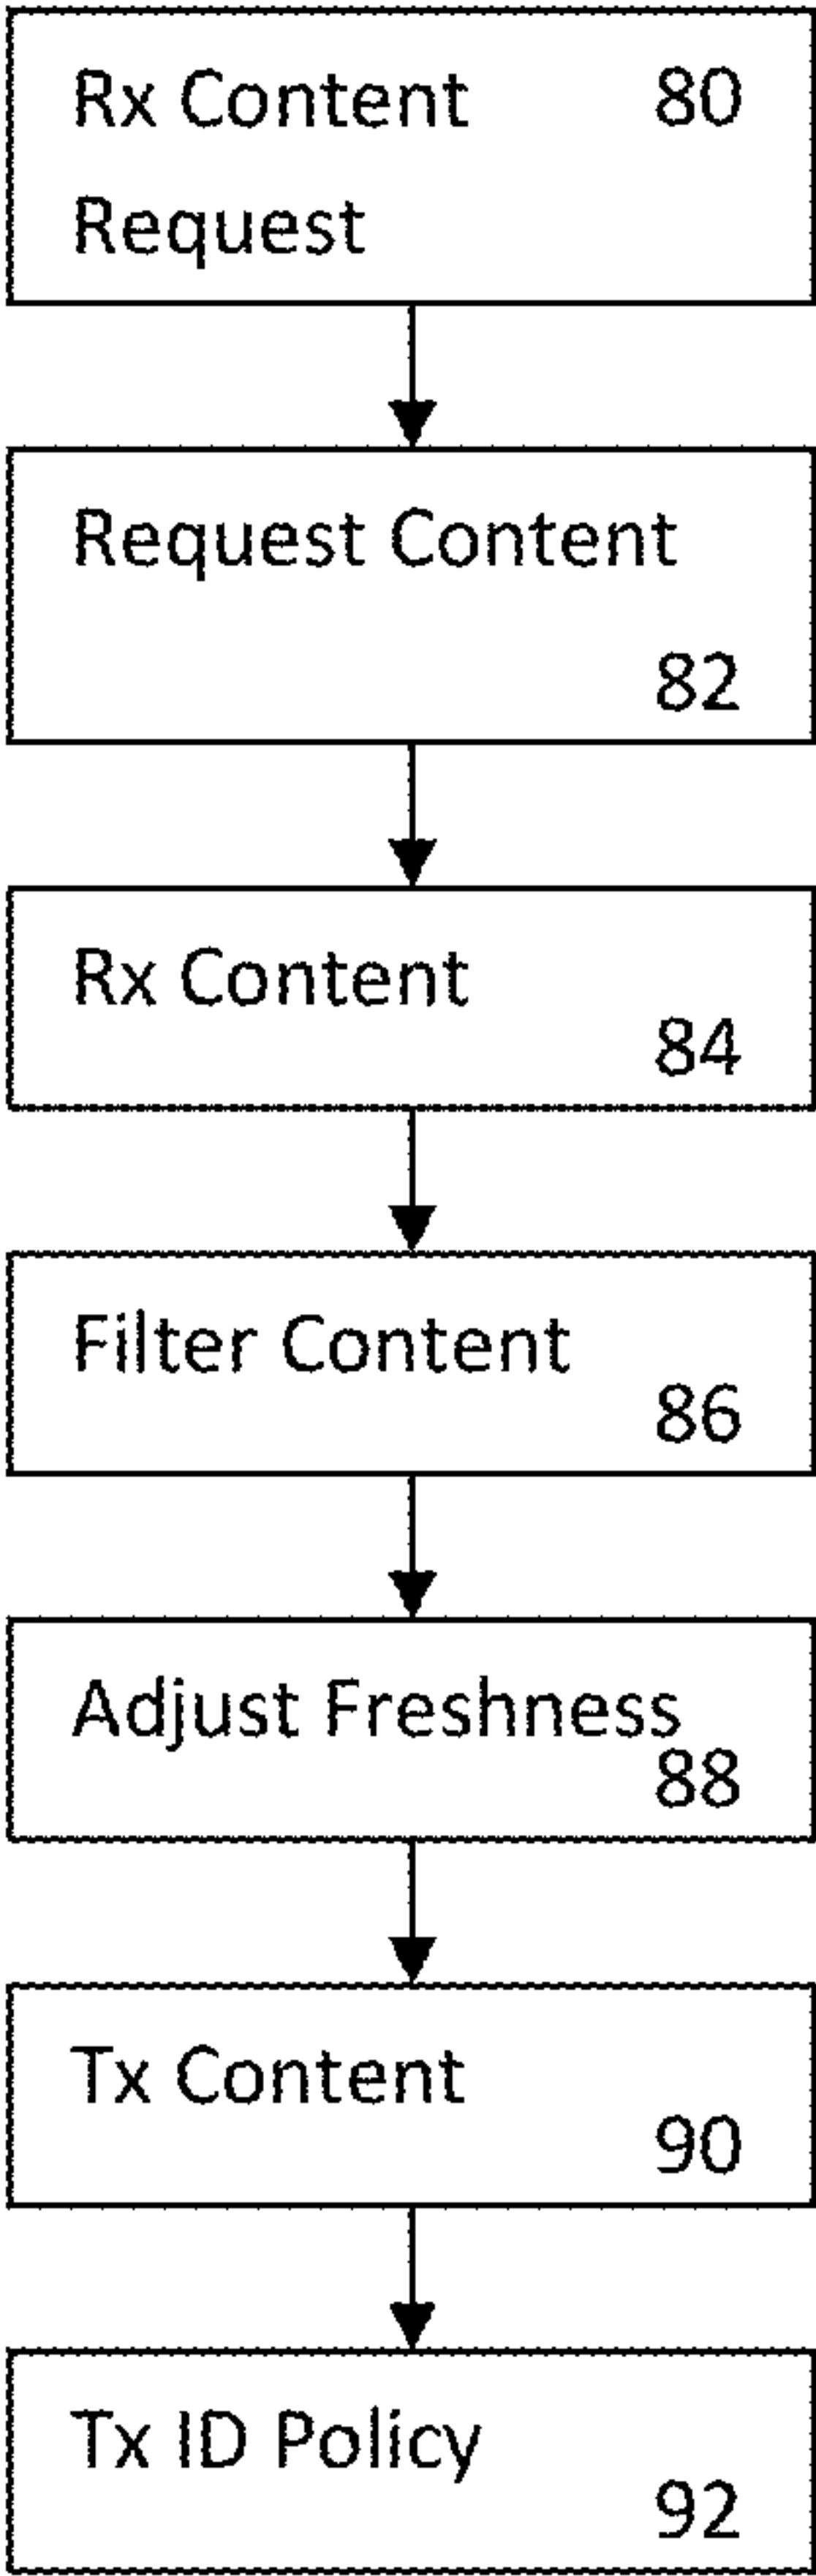 Rx Content 80
Request
Request Content
82
Rx Content
84
Filter Content
86
Adjust Freshness
88
Tx Content
90
Tx ID Policy
92